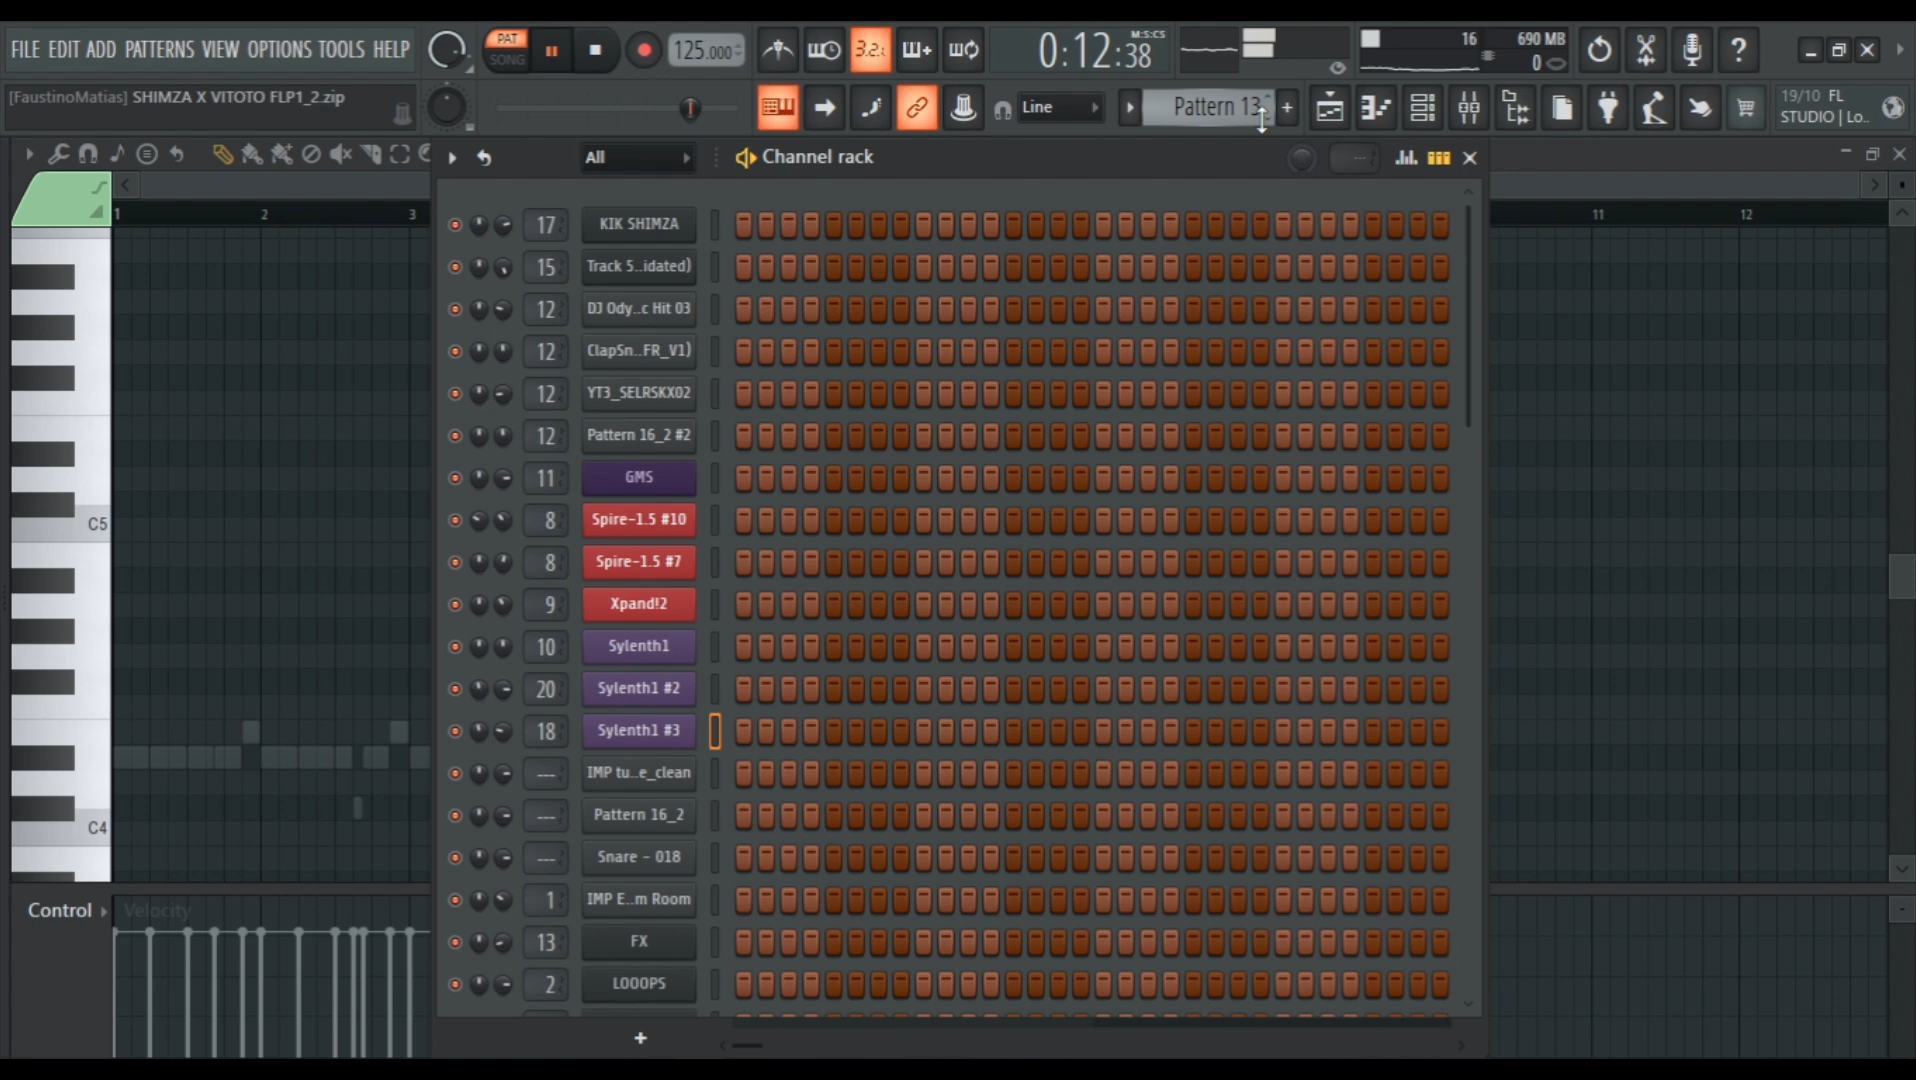 FILE EDIT ADD PATTERNS VIEW OPTIONS TOOLS HELP
PAT
SONG
125.000
3.2.
0:12:38
M:S:CS
16
690 MB
0
[FaustinoMatias] SHIMZA X VITOTO FLP1_2.zip
Line
Pattern 13
19/10 FL
STUDIO | Lo..
All
Channel rack
1 2 3
11 12
17 KIK SHIMZA
15 Track 5..idated)
12 DJ Ody..c Hit 03
12 ClapSn..FR_V1)
12 YT3_SELRSKX02
12 Pattern 16_2 #2
11 GMS
8 Spire-1.5 #10
C5
8 Spire-1.5 #7
9 Xpand!2
10 Sylenth1
20 Sylenth1 #2
18 Sylenth1 #3
--- IMP tu..e_clean
--- Pattern 16_2
C4
--- Snare - 018
1 IMP E..m Room
Control Velocity
13 FX
2 LOOOPS